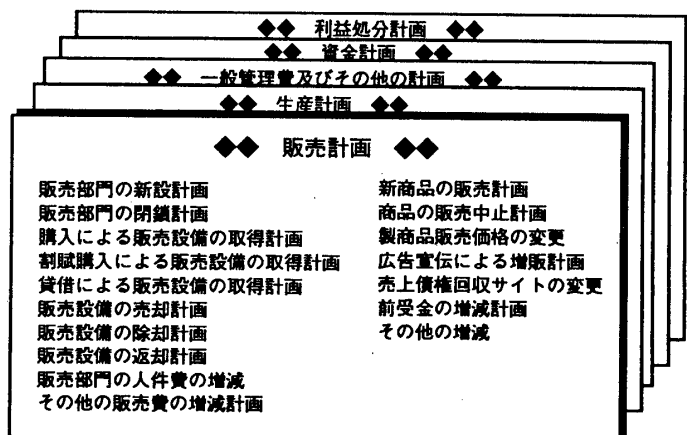 ◆◆ 利益処分計画 ◆◆
◆◆ 資金計画 ◆◆
◆◆ 一般管理費及びその他の計画 ◆◆
◆◆ 生産計画 ◆◆
◆◆ 販売計画 ◆◆
販売部門の新設計画
販売部門の閉鎖計画
購入による販売設備の取得計画
割賦購入による販売設備の取得計画
貸借による販売設備の取得計画
販売設備の売却計画
販売設備の除却計画
販売設備の返却計画
販売部門の人件費の増減
その他の販売費の増減計画
新商品の販売計画
商品の販売中止計画
製商品販売価格の変更
広告宣伝による増販計画
売上債権回収サイトの変更
前受金の増減計画
その他の増減